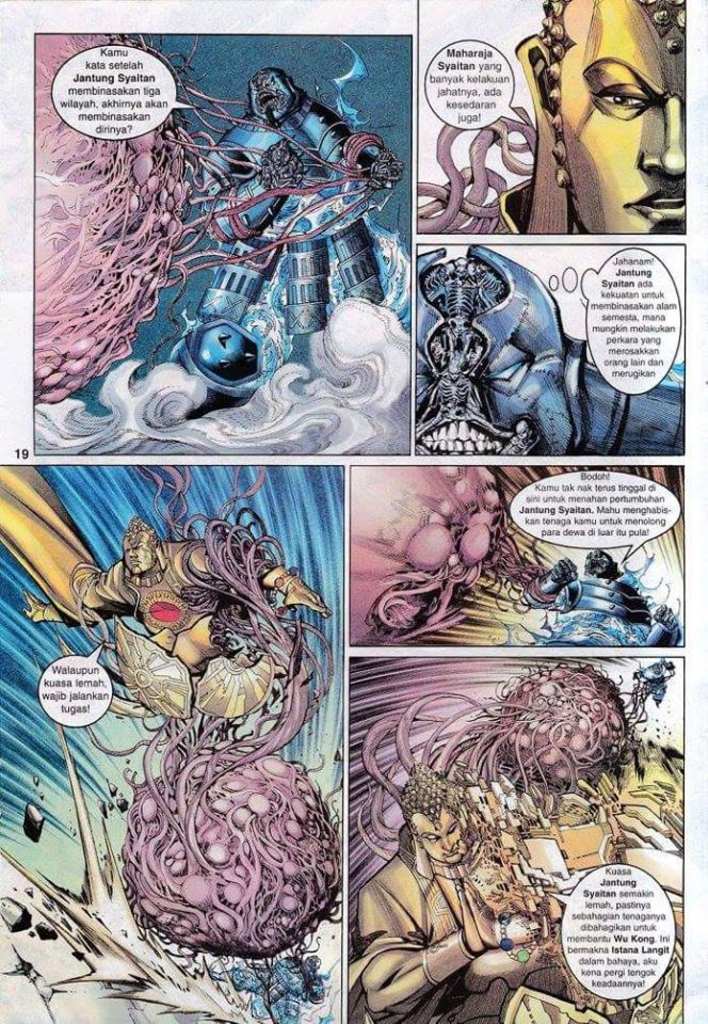 Kamu
kata setelah
Jantung Syaitan
membinasakan tiga
wilayah, akhirnya akan
membinasakan
dirinya?
Maharaja
Syaitan yang
banyak kelakuan
jahatnya, ada
kesedaran
juga!
Jahanam!
Jantung
Syaitan ada
kekuatan untuk
membinasakan alam
semesta, mana
mungkin melakukan
perkara yang
merosakkan
orang lain dan
merugikan
19
Walaupun
kuasa lemah,
wajib jalankan
tugas!
Bodoh!
Kamu tak nak terus tinggal di
sini untuk menahan pertumbuhan
Jantung Syaitan. Mahu menghabis-
kan tenaga kamu untuk menolong
para dewa di luar itu pula!
Kuasa
Jantung
Syaitan semakin
lemah, pastinya
sebahagian tenaganya
dibahagikan untuk
membantu Wu Kong. Ini
bermakna Istana Langit
dalam bahaya, aku
kena pergi tengok
keadaannya!